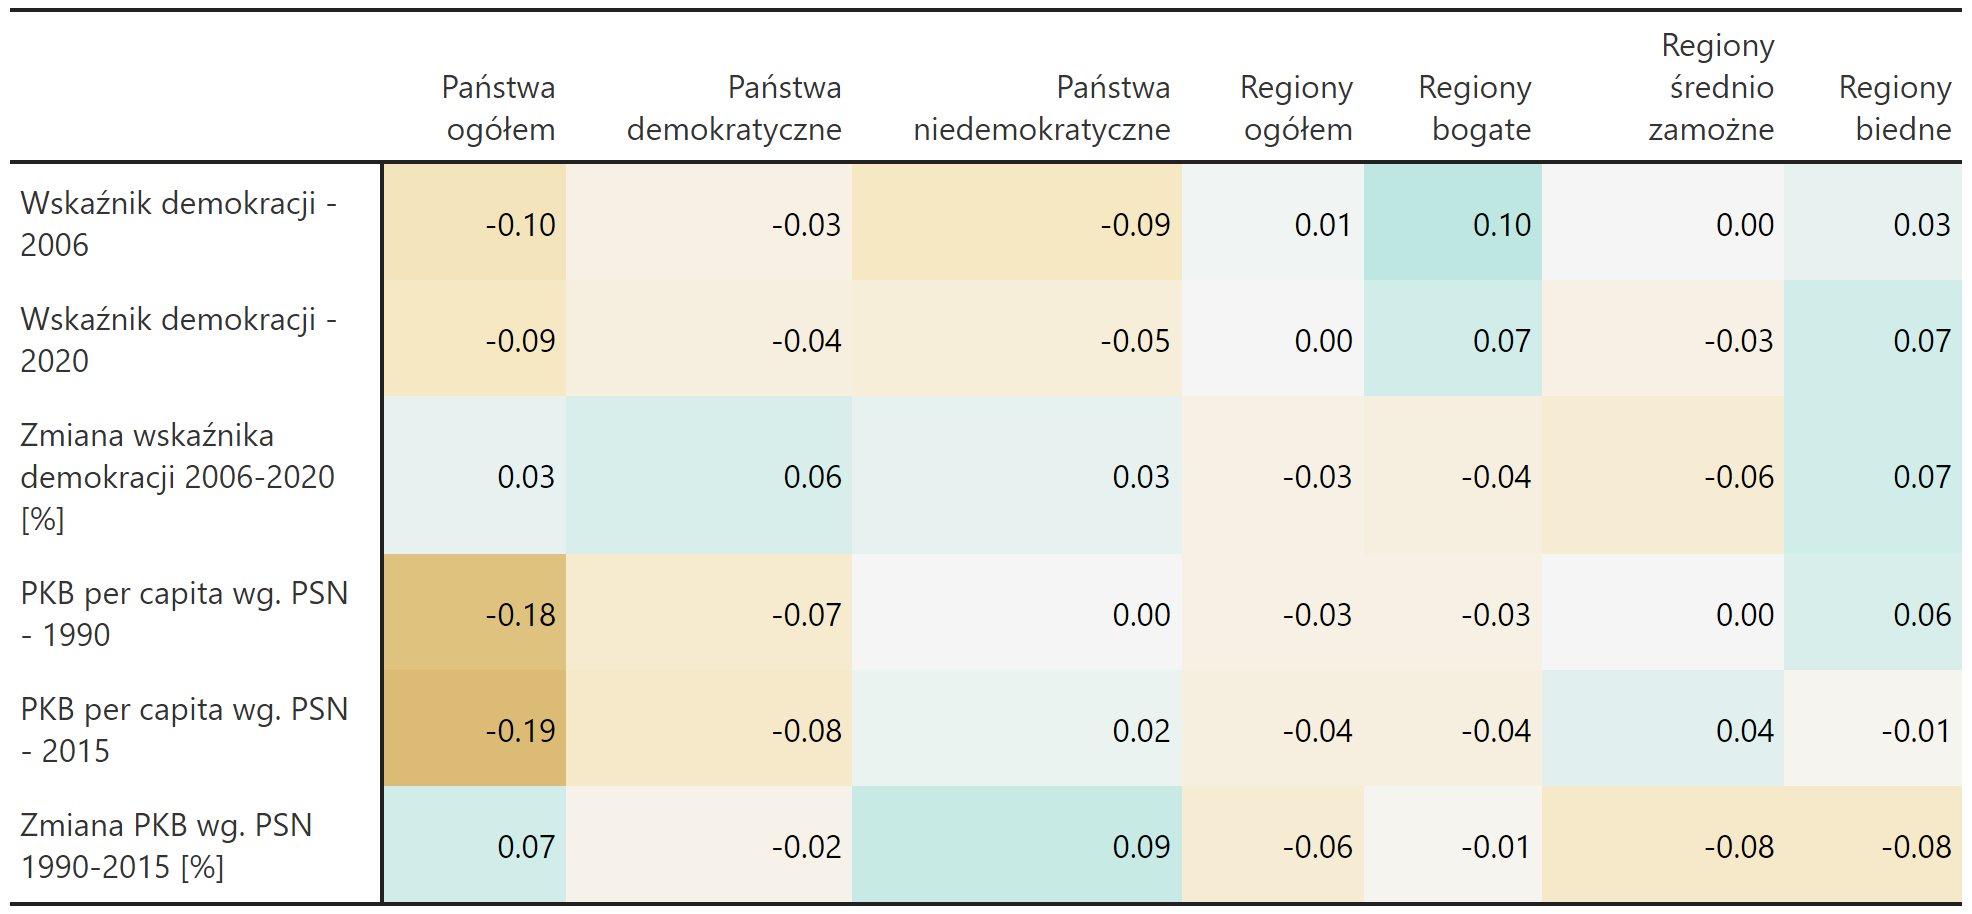 Państwa
ogółem
Państwa
demokratyczne
Państwa
niedemokratyczne
Regiony
ogółem
Regiony
bogate
Regiony
średnio
zamożne
Regiony
biedne
Wskaźnik demokracji -
2006
-0.10 -0.03 -0.09 0.01 0.10 0.00 0.03
Wskaźnik demokracji -
2020
-0.09 -0.04 -0.05 0.00 0.07 -0.03 0.07
Zmiana wskaźnika
demokracji 2006-2020
[%]
0.03 0.06 0.03 -0.03 -0.04 -0.06 0.07
PKB per capita wg. PSN
- 1990
-0.18 -0.07 0.00 -0.03 -0.03 0.00 0.06
PKB per capita wg. PSN
- 2015
-0.19 -0.08 0.02 -0.04 -0.04 0.04 -0.01
Zmiana PKB wg. PSN
1990-2015 [%]
0.07 -0.02 0.09 -0.06 -0.01 -0.08 -0.08